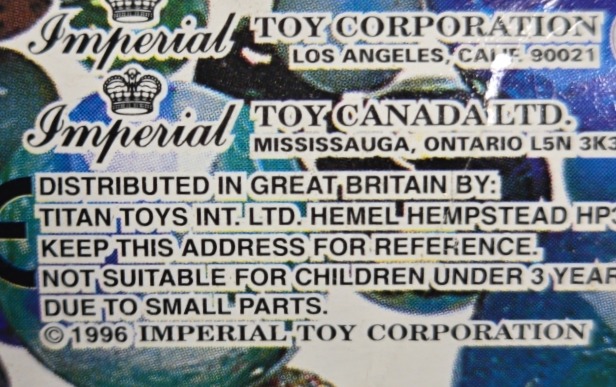 Imperial TOY CORPORATION
LOS ANGELES, CALIF. 90021
Imperial TOY CANADA LTD.
MISSISSAUGA, ONTARIO L5N 3K3
DISTRIBUTED IN GREAT BRITAIN BY:
TITAN TOYS INT. LTD. HEMEL HEMPSTEAD HP3
KEEP THIS ADDRESS FOR REFERENCE.
NOT SUITABLE FOR CHILDREN UNDER 3 YEAR
DUE TO SMALL PARTS.
© 1996 IMPERIAL TOY CORPORATION